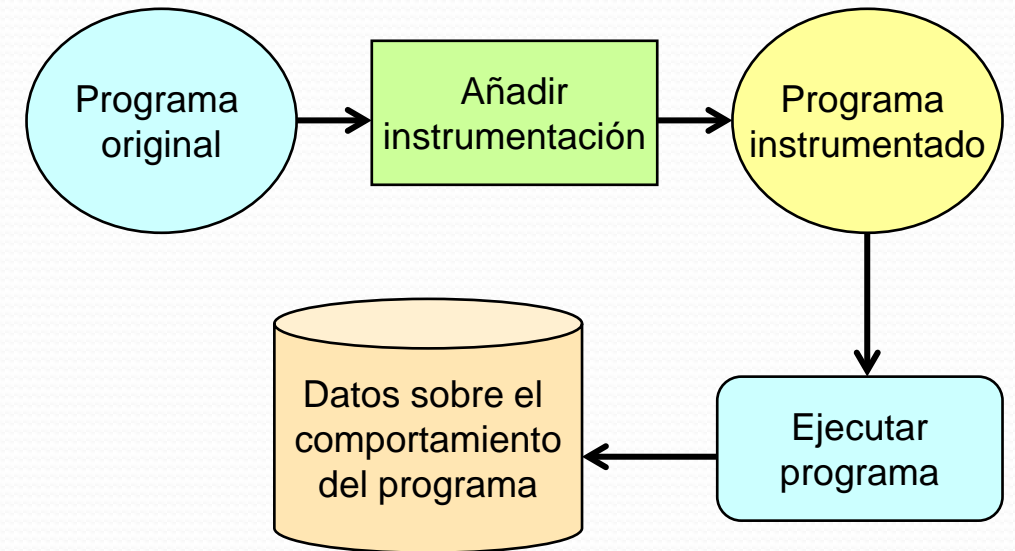 Programa
original
Añadir
instrumentación
Programa
instrumentado
Datos sobre el
comportamiento
del programa
Ejecutar
programa